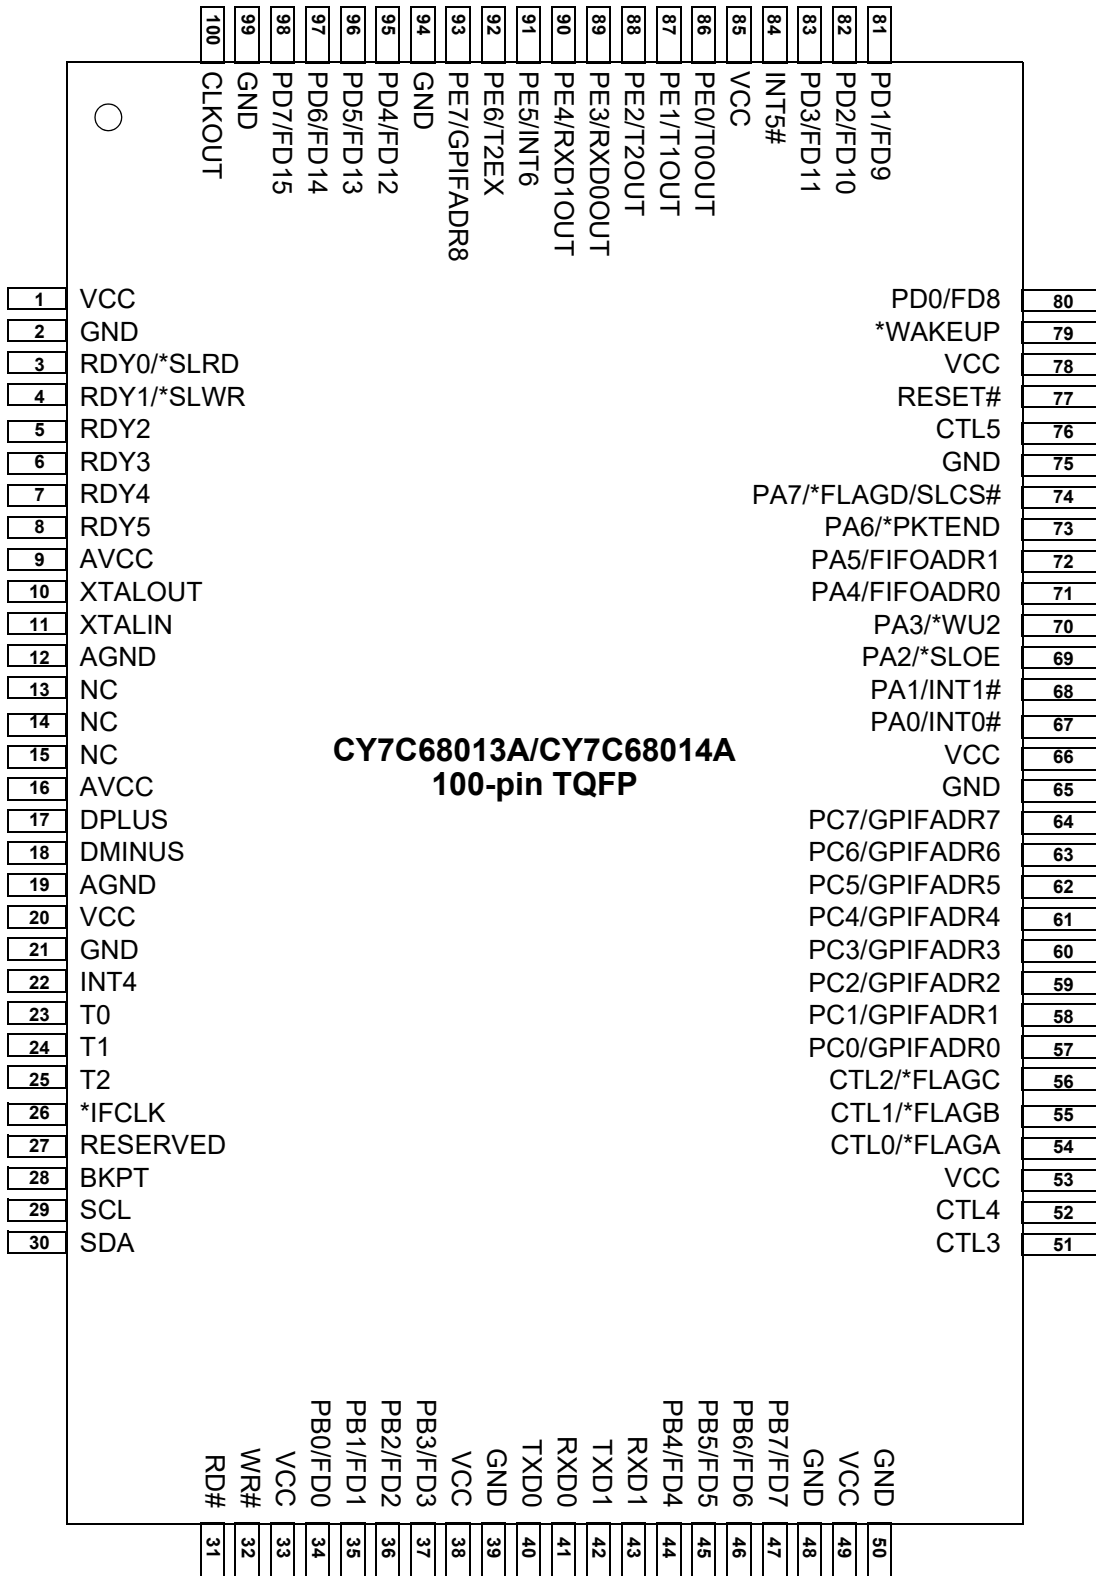 100 99 98 97 96 95 94 93 92 91 90 89 88 87 86 85 84 83 82 81
CLKOUT
GND
PD7/FD15
PD6/FD14
PD5/FD13
PD4/FD12
GND
PE7/GPIFADR8
PE6/T2EX
PE5/INT6
PE4/RXD1OUT
PE3/RXD0OUT
PE2/T2OUT
PE1/T1OUT
PE0/T0OUT
VCC
INT5#
PD3/FD11
PD2/FD10
PD1/FD9
1 VCC PD0/FD8 80
2 GND *WAKEUP 79
3 RDY0/*SLRD VCC 78
4 RDY1/*SLWR RESET# 77
5 RDY2 CTL5 76
6 RDY3 GND 75
7 RDY4 PA7/*FLAGD/SLCS# 74
8 RDY5 PA6/*PKTEND 73
9 AVCC PA5/FIFOADR1 72
10 XTALOUT PA4/FIFOADR0 71
11 XTALIN PA3/*WU2 70
12 AGND PA2/*SLOE 69
13 NC PA1/INT1# 68
14 NC PA0/INT0# 67
15 NC CY7C68013A/CY7C68014A VCC 66
16 AVCC 100-pin TQFP GND 65
17 DPLUS PC7/GPIFADR7 64
18 DMINUS PC6/GPIFADR6 63
19 AGND PC5/GPIFADR5 62
20 VCC PC4/GPIFADR4 61
21 GND PC3/GPIFADR3 60
22 INT4 PC2/GPIFADR2 59
23 T0 PC1/GPIFADR1 58
24 T1 PC0/GPIFADR0 57
25 T2 CTL2/*FLAGC 56
26 *IFCLK CTL1/*FLAGB 55
27 RESERVED CTL0/*FLAGA 54
28 BKPT VCC 53
29 SCL CTL4 52
30 SDA CTL3 51
RD#
WR#
VCC
PB0/FD0
PB1/FD1
PB2/FD2
PB3/FD3
VCC
GND
TXD0
RXD0
TXD1
RXD1
PB4/FD4
PB5/FD5
PB6/FD6
PB7/FD7
GND
VCC
GND
31 32 33 34 35 36 37 38 39 40 41 42 43 44 45 46 47 48 49 50